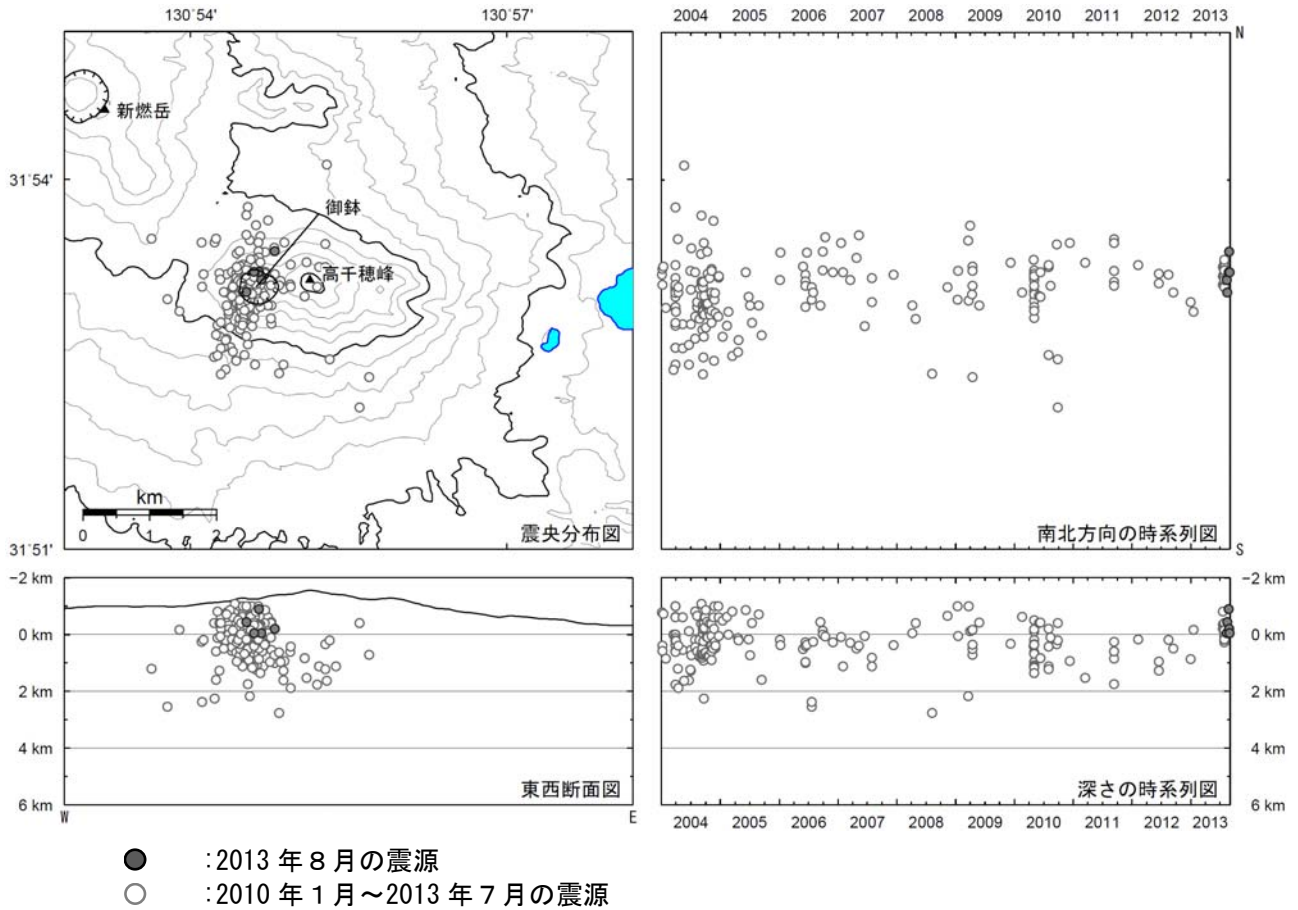 130°54' 130°57'
2004 2005 2006 2007 2008 2009 2010 2011 2012 2013
N
新燃岳
31°54'
御鉢
高千穂峰
km
0 1 2
震央分布図
31°51'
南北方向の時系列図
S
-2 km
0 km
2 km
4 km
6 km
東西断面図
W E
-2 km
0 km
2 km
4 km
6 km
深さの時系列図
2004 2005 2006 2007 2008 2009 2010 2011 2012 2013
:2013 年８月の震源
:2010 年１月～2013 年７月の震源